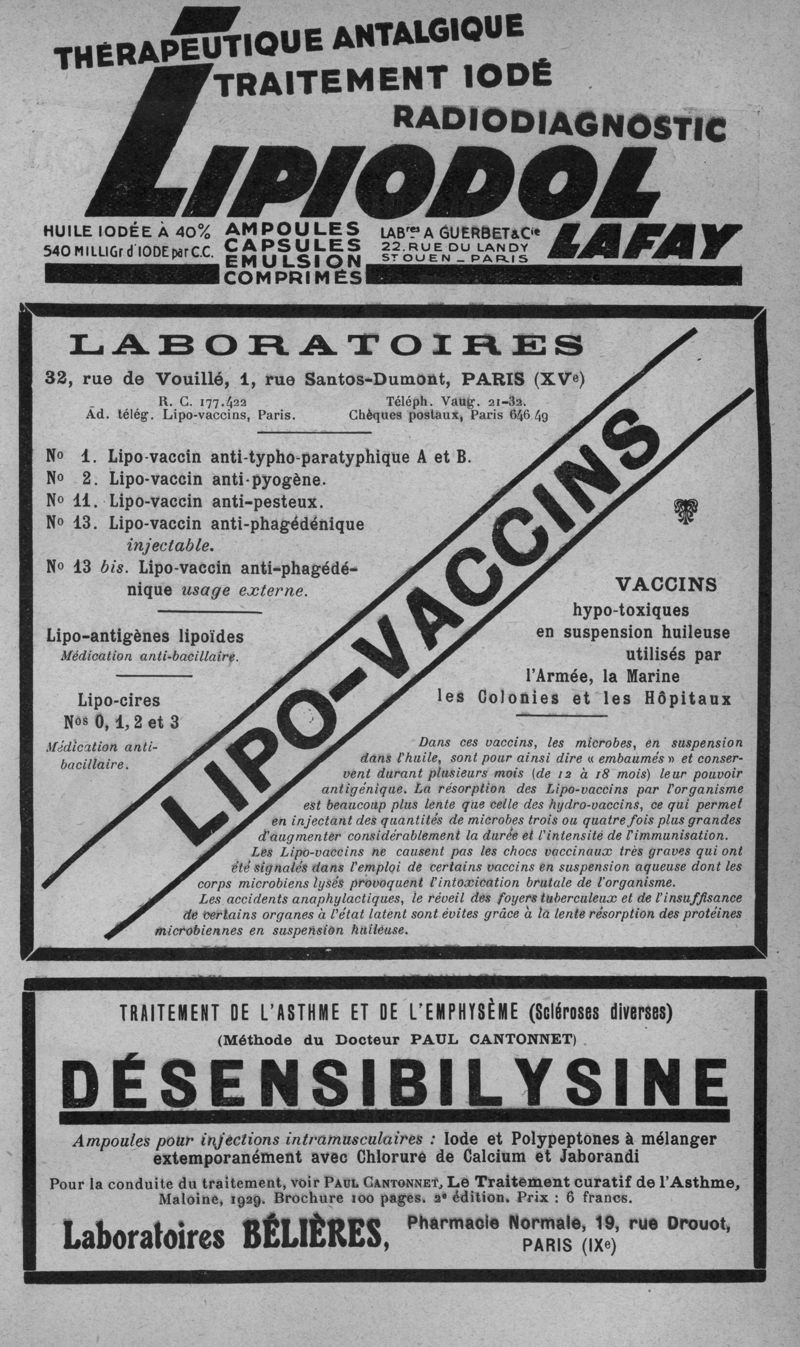 THÉRAPEUTIQUE ANTALGIQUE
TRAITEMENT IODÉ
RADIODIAGNOSTIC
LIPIODOL
LAFAY
HUILE IODÉE À 40%
540 MILLIGr d'IODE par C.C.
AMPOULES
CAPSULES
EMULSION
COMPRIMÉS
LABres A GUERBET & Cie
22. RUE DU LANDY
ST OUEN _ PARIS
LABORATOIRES
32, rue de Vouillé, 1, rue Santos-Dumont, PARIS (XVe)
R. C. 177.422 Téléph. Vaug. 21-32.
Ad. télég. Lipo-vaccins, Paris. Chèques postaux, Paris 646.49
No 1. Lipo-vaccin anti-typho-paratyphique A et B.
No 2. Lipo-vaccin anti-pyogène.
No 11. Lipo-vaccin anti-pesteux.
No 13. Lipo-vaccin anti-phagédénique
injectable.
No 13 bis. Lipo-vaccin anti-phagédé-
nique usage externe.
Lipo-antigènes lipoïdes
Médication anti-bacillaire.
Lipo-cires
Nos 0, 1, 2 et 3
Médication anti-
bacillaire.
LIPO-VACCINS
VACCINS
hypo-toxiques
en suspension huileuse
utilisés par
l'Armée, la Marine
les Colonies et les Hôpitaux
Dans ces vaccins, les microbes, en suspension
dans l'huile, sont pour ainsi dire « embaumés » et conser-
vent durant plusieurs mois (de 12 à 18 mois) leur pouvoir
antigénique. La résorption des Lipo-vaccins par l'organisme
est beaucoup plus lente que celle des hydro-vaccins, ce qui permet
en injectant des quantités de microbes trois ou quatre fois plus grandes
d'augmenter considérablement la durée et l'intensité de l'immunisation.
Les Lipo-vaccins ne causent pas les chocs vaccinaux très graves qui ont
été signalés dans l'emploi de certains vaccins en suspension aqueuse dont les
corps microbiens lysés provoquent l'intoxication brutale de l'organisme.
Les accidents anaphylactiques, le réveil des foyers tuberculeux et de l'insuffisance
de certains organes à l'état latent sont évités grâce à la lente résorption des protéines
microbiennes en suspension huileuse.
TRAITEMENT DE L'ASTHME ET DE L'EMPHYSÈME (Scléroses diverses)
(Méthode du Docteur PAUL CANTONNET)
DÉSENSIBILYSINE
Ampoules pour injections intramusculaires : Iode et Polypeptones à mélanger
extemporanément avec Chlorure de Calcium et Jaborandi
Pour la conduite du traitement, voir PAUL CANTONNET, Le Traitement curatif de l'Asthme,
Maloine, 1929. Brochure 100 pages. 2e édition. Prix : 6 francs.
Laboratoires BÉLIÈRES, Pharmacie Normale, 19, rue Drouot,
PARIS (IXe)